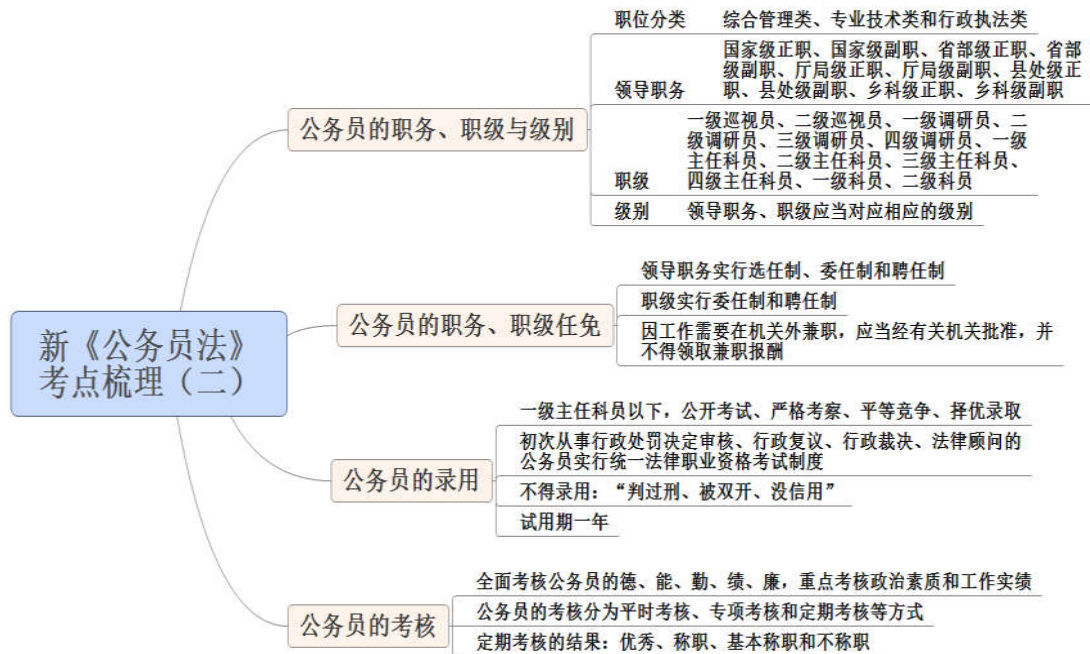 新《公务员法》
考点梳理（二）
公务员的职务、职级与级别
职位分类 综合管理类、专业技术类和行政执法类
领导职务
国家级正职、国家级副职、省部级正职、省部
级副职、厅局级正职、厅局级副职、县处级正
职、县处级副职、乡科级正职、乡科级副职
职级
一级巡视员、二级巡视员、一级调研员、二
级调研员、三级调研员、四级调研员、一级
主任科员、二级主任科员、三级主任科员、
四级主任科员、一级科员、二级科员
级别 领导职务、职级应当对应相应的级别
公务员的职务、职级任免
领导职务实行选任制、委任制和聘任制
职级实行委任制和聘任制
因工作需要在机关外兼职，应当经有关机关批准，并
不得领取兼职报酬
公务员的录用
一级主任科员以下，公开考试、严格考察、平等竞争、择优录取
初次从事行政处罚决定审核、行政复议、行政裁决、法律顾问的
公务员实行统一法律职业资格考试制度
不得录用：“判过刑、被双开、没信用”
试用期一年
公务员的考核
全面考核公务员的德、能、勤、绩、廉，重点考核政治素质和工作实绩
公务员的考核分为平时考核、专项考核和定期考核等方式
定期考核的结果：优秀、称职、基本称职和不称职